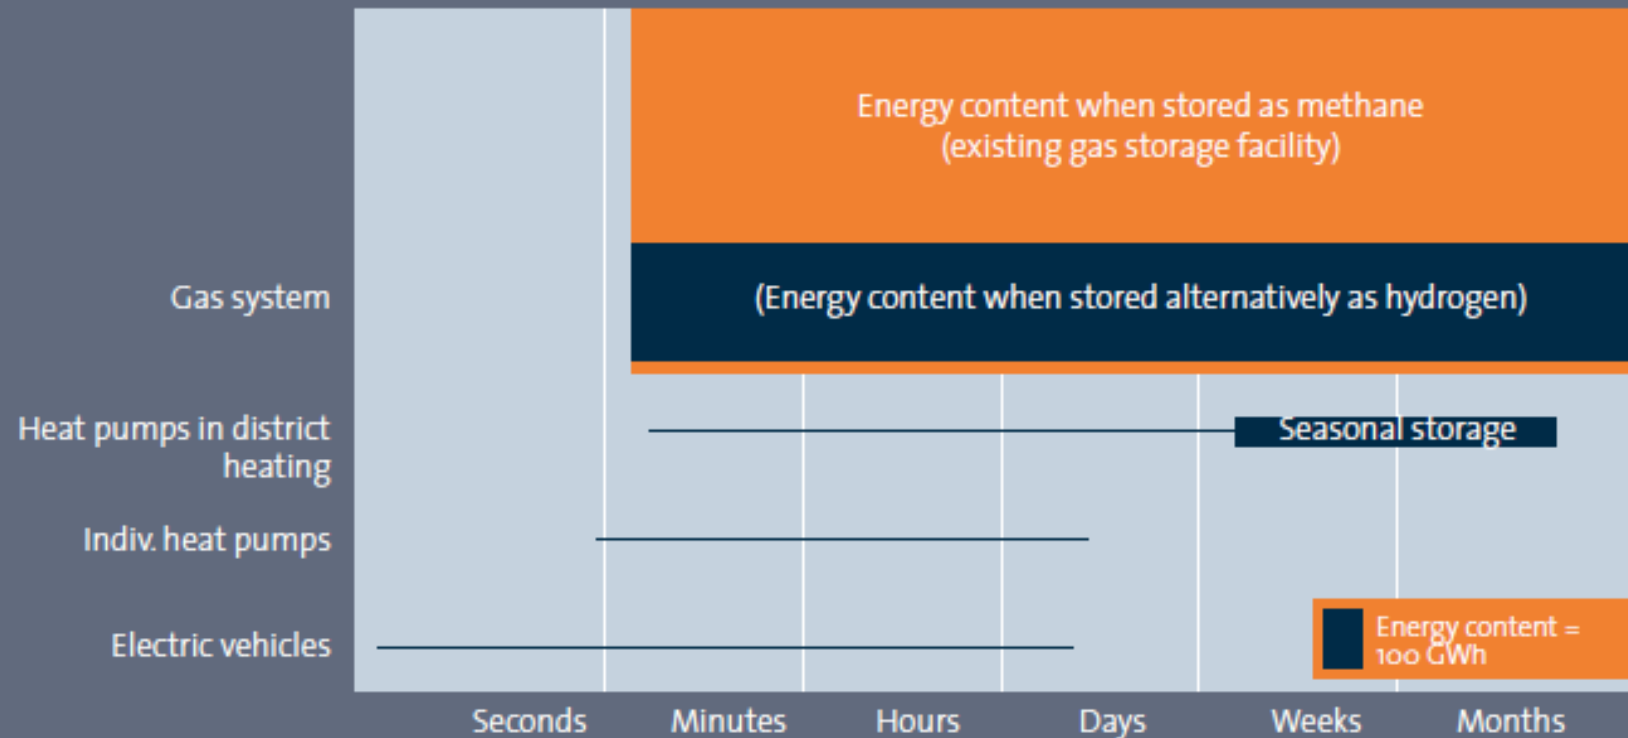 Energy content when stored as methane
(existing gas storage facility)
Gas system
(Energy content when stored alternatively as hydrogen)
Heat pumps in district
heating
Seasonal storage
Indiv. heat pumps
Electric vehicles
Energy content =
100 GWh
Seconds Minutes Hours Days Weeks Months